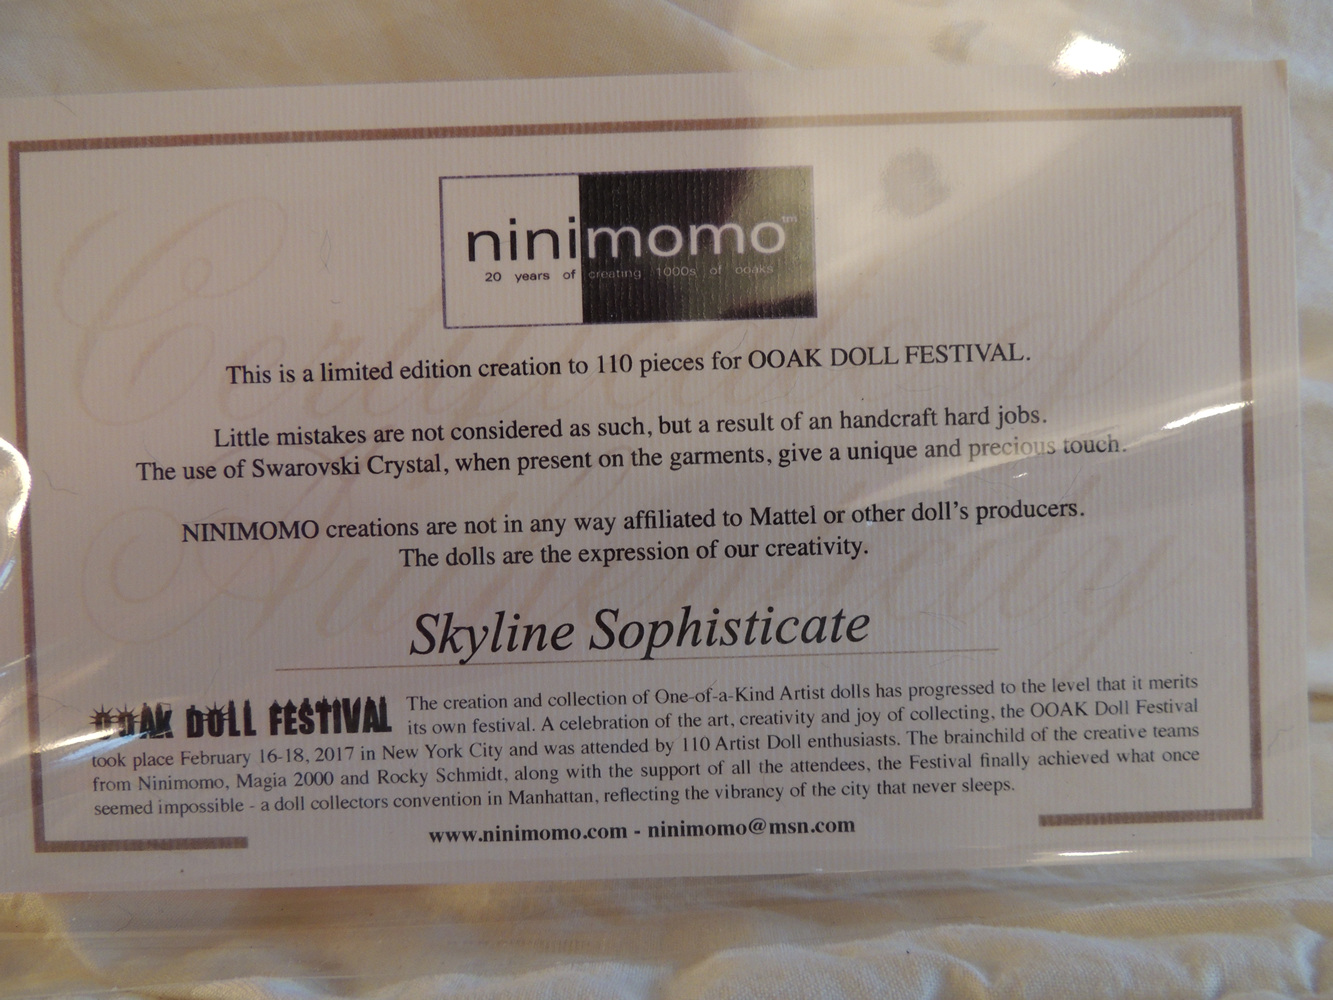 Certificate of
Authenticity
ninimomo™
20 years of creating 1000s of ooaks
This is a limited edition creation to 110 pieces for OOAK DOLL FESTIVAL.
Little mistakes are not considered as such, but a result of an handcraft hard jobs.
The use of Swarovski Crystal, when present on the garments, give a unique and precious touch.
NINIMOMO creations are not in any way affiliated to Mattel or other doll's producers.
The dolls are the expression of our creativity.
Skyline Sophisticate
OOAK DOLL FESTIVAL The creation and collection of One-of-a-Kind Artist dolls has progressed to the level that it merits
its own festival. A celebration of the art, creativity and joy of collecting, the OOAK Doll Festival
took place February 16-18, 2017 in New York City and was attended by 110 Artist Doll enthusiasts. The brainchild of the creative teams
from Ninimomo, Magia 2000 and Rocky Schmidt, along with the support of all the attendees, the Festival finally achieved what once
seemed impossible - a doll collectors convention in Manhattan, reflecting the vibrancy of the city that never sleeps.
www.ninimomo.com - ninimomo@msn.com